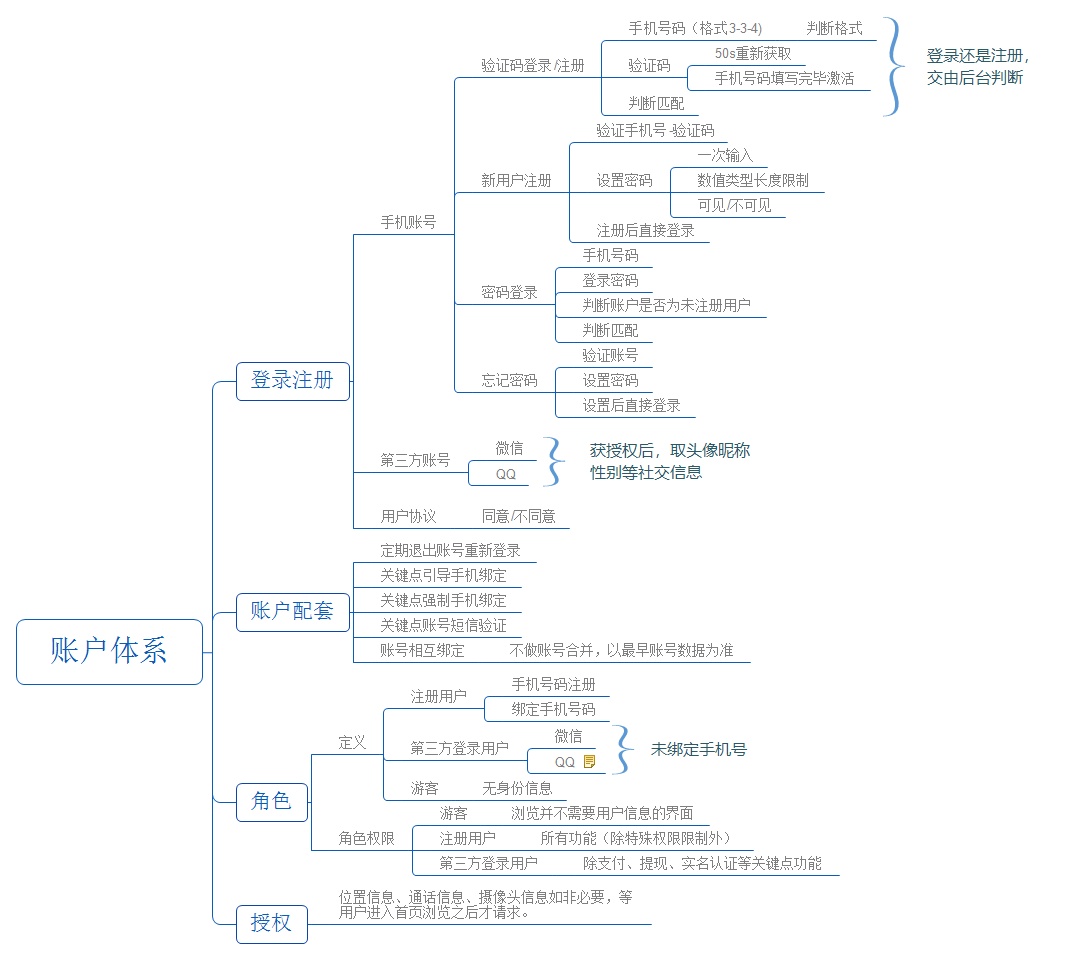 账户体系
登录注册
手机账号
验证码登录/注册
手机号码（格式3-3-4）
判断格式
验证码
50s重新获取
手机号码填写完毕激活
判断匹配
登录还是注册，
交由后台判断
新用户注册
验证手机号-验证码
设置密码
一次输入
数值类型长度限制
可见/不可见
注册后直接登录
密码登录
手机号码
登录密码
判断账户是否为未注册用户
判断匹配
忘记密码
验证账号
设置密码
设置后直接登录
第三方账号
微信
QQ
获授权后，取头像昵称
性别等社交信息
用户协议
同意/不同意
账户配套
定期退出账号重新登录
关键点引导手机绑定
关键点强制手机绑定
关键点账号短信验证
账号相互绑定
不做账号合并，以最早账号数据为准
角色
定义
注册用户
手机号码注册
绑定手机号码
第三方登录用户
微信
QQ
未绑定手机号
游客
无身份信息
角色权限
游客
浏览并不需要用户信息的界面
注册用户
所有功能（除特殊权限限制外）
第三方登录用户
除支付、提现、实名认证等关键点功能
授权
位置信息、通话信息、摄像头信息如非必要，等
用户进入首页浏览之后才请求。